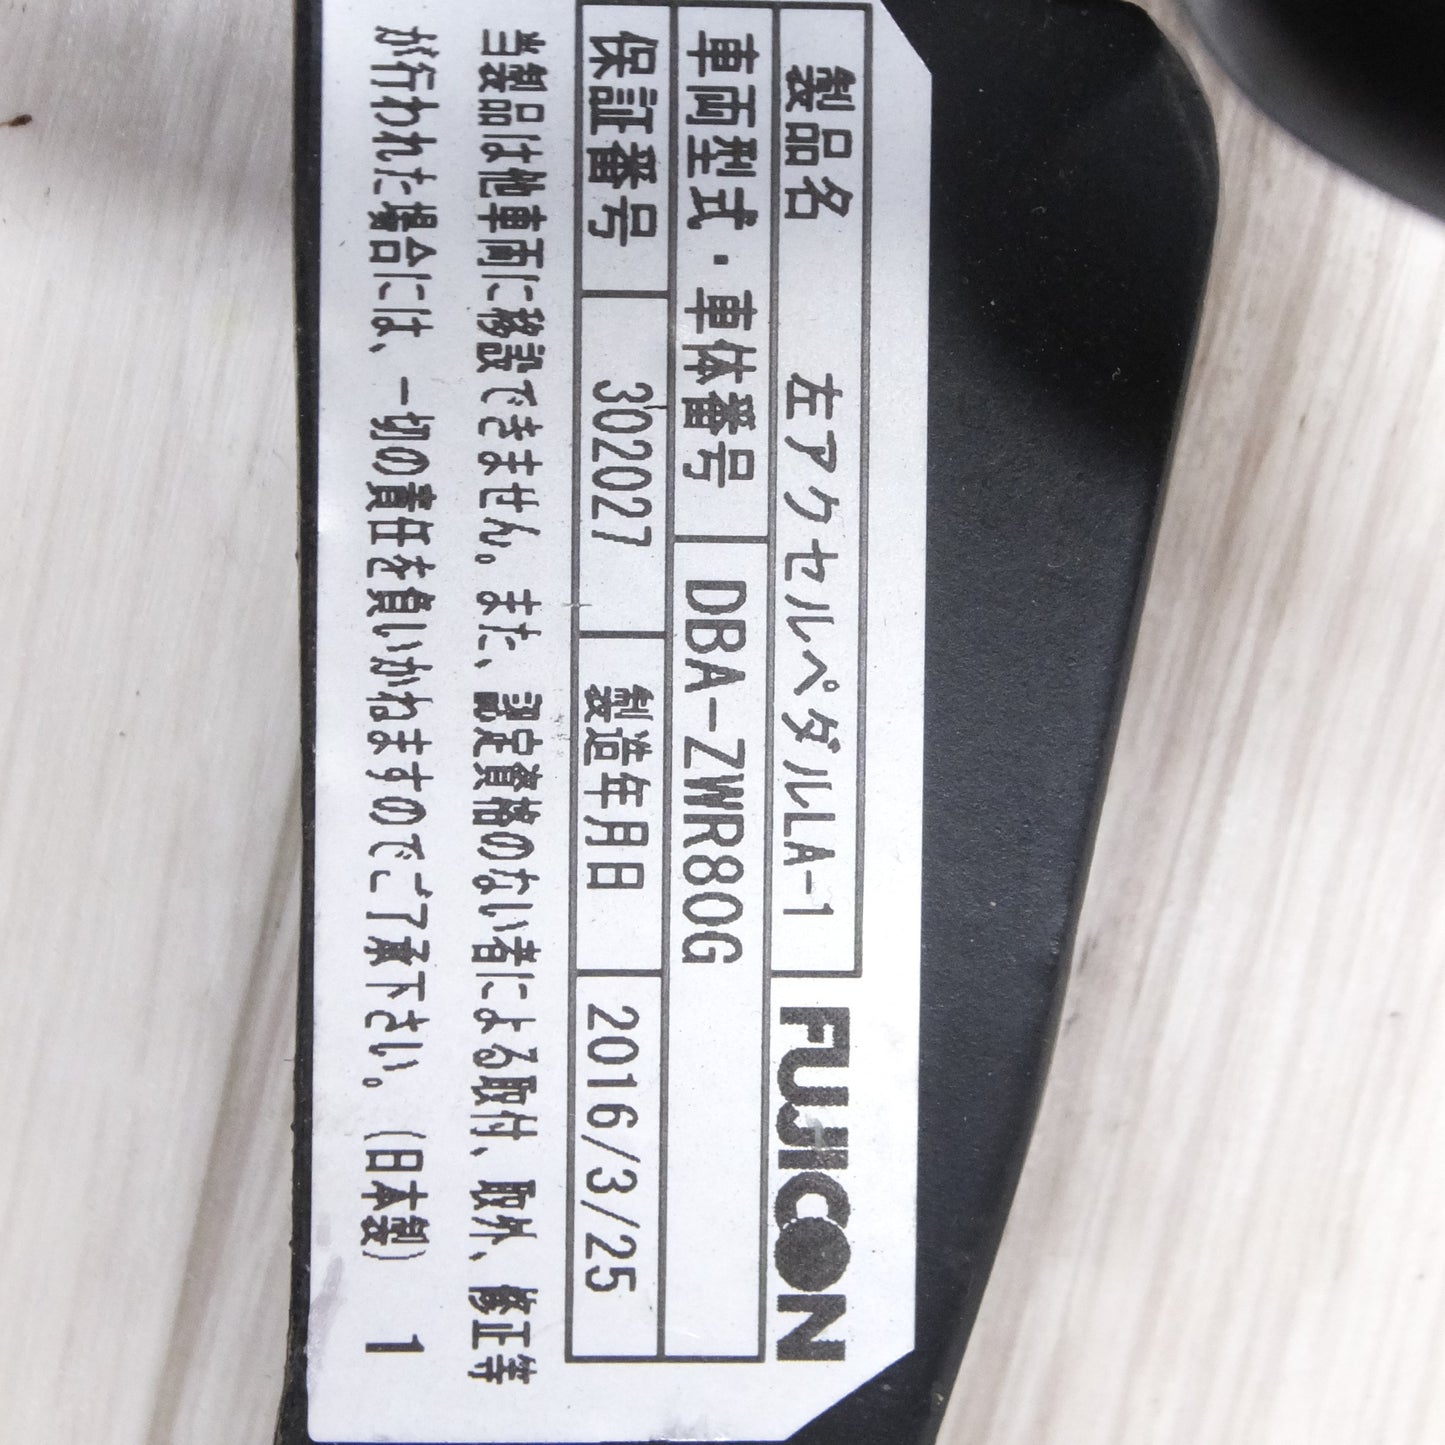 製品名 左アクセルペダルLA-1 FUJICON
車両型式・車体番号 DBA-ZWR80G
保証番号 302027 製造年月日 2016/3/25
当製品は他車両に移設できません。また、認定資格のない者による取付、取外、修正等
が行われた場合には、一切の責任を負いかねますのでご了承下さい。(日本製) 1